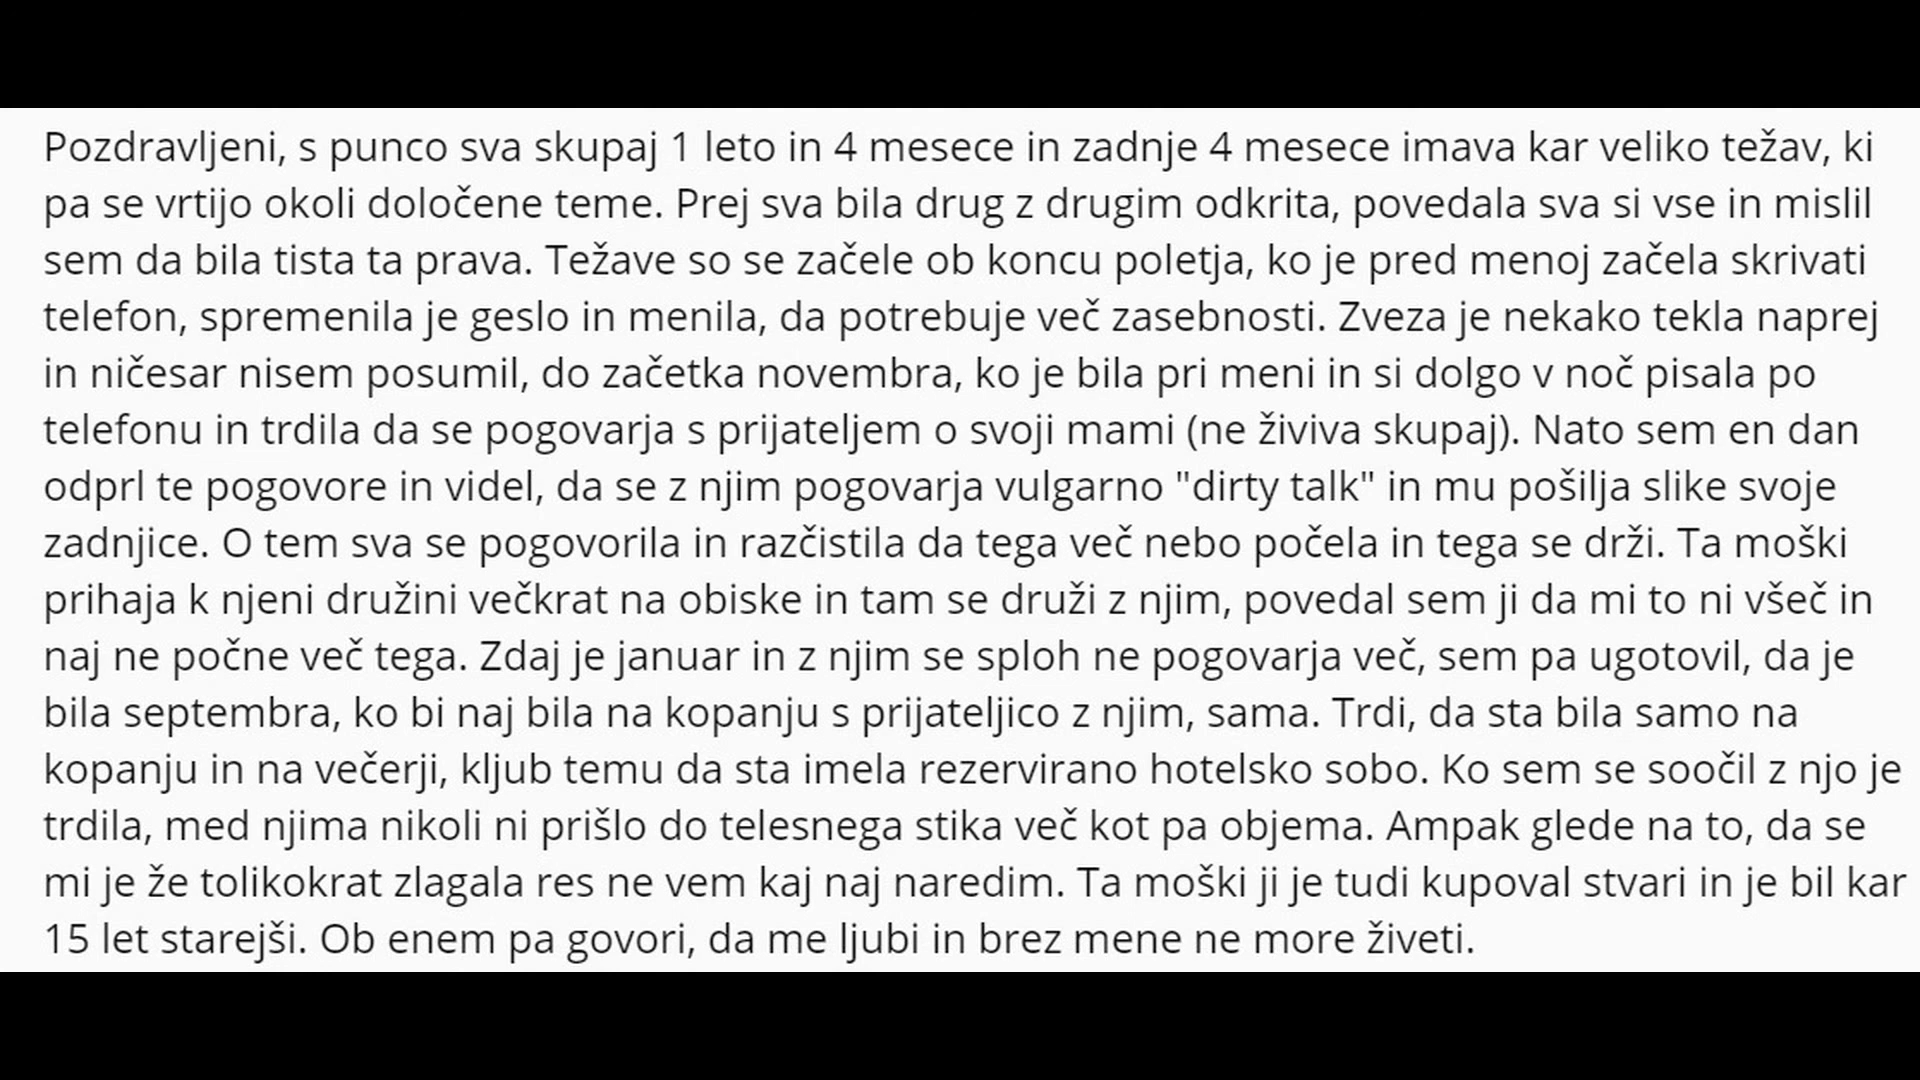 Pozdravljeni, s punco sva skupaj 1 leto in 4 mesece in zadnje 4 mesece imava kar veliko težav, ki
pa se vrtijo okoli določene teme. Prej sva bila drug z drugim odkrita, povedala sva si vse in mislil
sem da bila tista ta prava. Težave so se začele ob koncu poletja, ko je pred menoj začela skrivati
telefon, spremenila je geslo in menila, da potrebuje več zasebnosti. Zveza je nekako tekla naprej
in ničesar nisem posumil, do začetka novembra, ko je bila pri meni in si dolgo v noč pisala po
telefonu in trdila da se pogovarja s prijateljem o svoji mami (ne živiva skupaj). Nato sem en dan
odprl te pogovore in videl, da se z njim pogovarja vulgarno "dirty talk" in mu pošilja slike svoje
zadnjice. O tem sva se pogovorila in razčistila da tega več nebo počela in tega se drži. Ta moški
prihaja k njeni družini večkrat na obiske in tam se druži z njim, povedal sem ji da mi to ni všeč in
naj ne počne več tega. Zdaj je januar in z njim se sploh ne pogovarja več, sem pa ugotovil, da je
bila septembra, ko bi naj bila na kopanju s prijateljico z njim, sama. Trdi, da sta bila samo na
kopanju in na večerji, kljub temu da sta imela rezervirano hotelsko sobo. Ko sem se soočil z njo je
trdila, med njima nikoli ni prišlo do telesnega stika več kot pa objema. Ampak glede na to, da se
mi je že tolikokrat zlagala res ne vem kaj naj naredim. Ta moški ji je tudi kupoval stvari in je bil kar
15 let starejši. Ob enem pa govori, da me ljubi in brez mene ne more živeti.